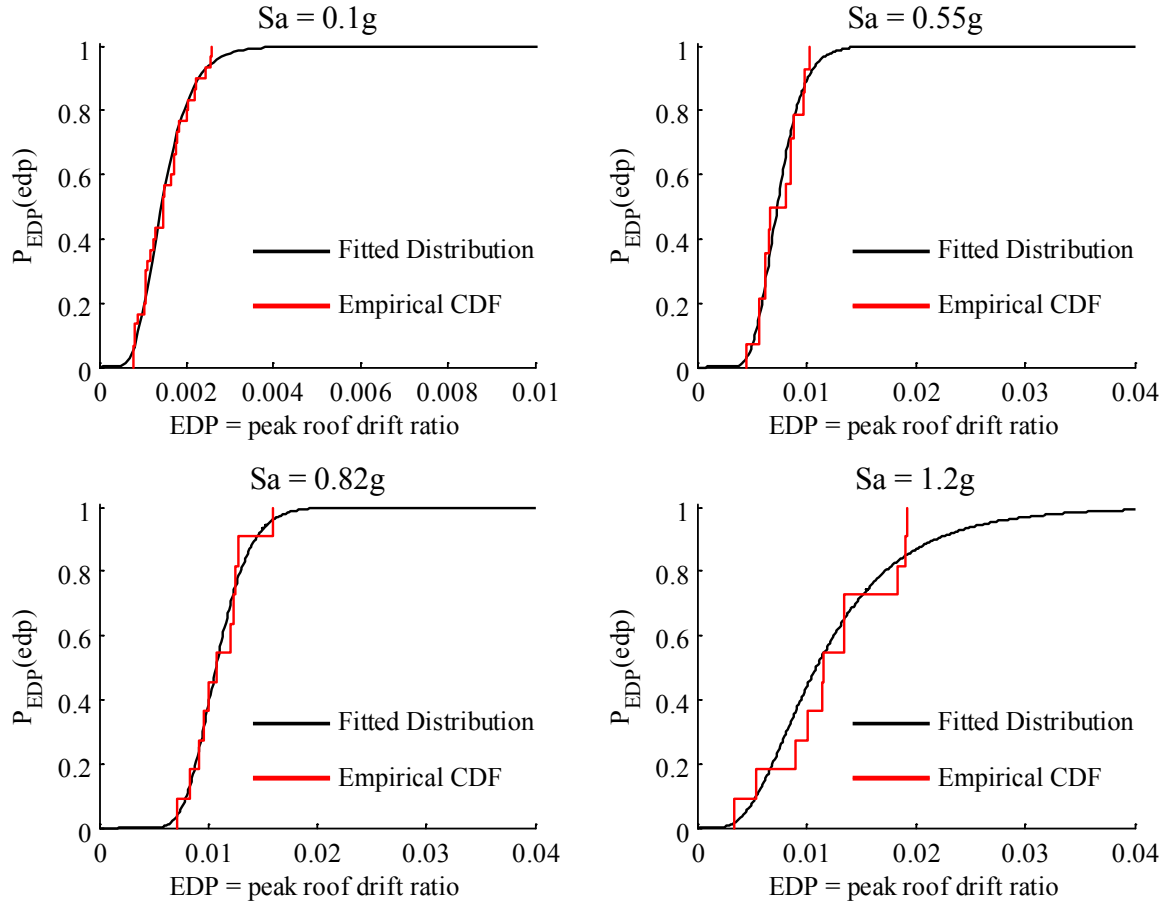 Sa = 0.1g
1
0.8
0.6
0.4
0.2
0
P_EDP(edp)
Fitted Distribution
Empirical CDF
0 0.002 0.004 0.006 0.008 0.01
EDP = peak roof drift ratio
Sa = 0.55g
1
0.8
0.6
0.4
0.2
0
P_EDP(edp)
Fitted Distribution
Empirical CDF
0 0.01 0.02 0.03 0.04
EDP = peak roof drift ratio
Sa = 0.82g
1
0.8
0.6
0.4
0.2
0
P_EDP(edp)
Fitted Distribution
Empirical CDF
0 0.01 0.02 0.03 0.04
EDP = peak roof drift ratio
Sa = 1.2g
1
0.8
0.6
0.4
0.2
0
P_EDP(edp)
Fitted Distribution
Empirical CDF
0 0.01 0.02 0.03 0.04
EDP = peak roof drift ratio